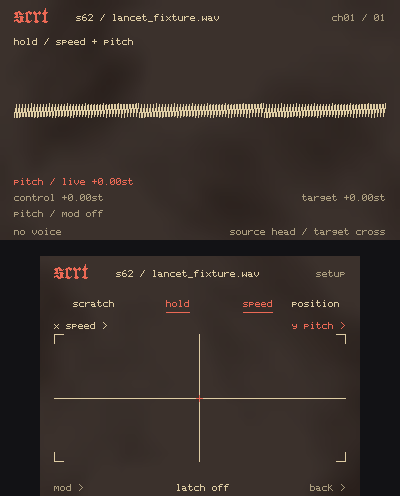 scrt s62 / lancet_fixture.wav ch01 / 01
hold / speed + pitch
pitch / live +0.00st
control +0.00st target +0.00st
pitch / mod off
no voice source head / target cross
scrt s62 / lancet_fixture.wav setup
scratch hold speed position
x speed > y pitch >
mod > latch off back >